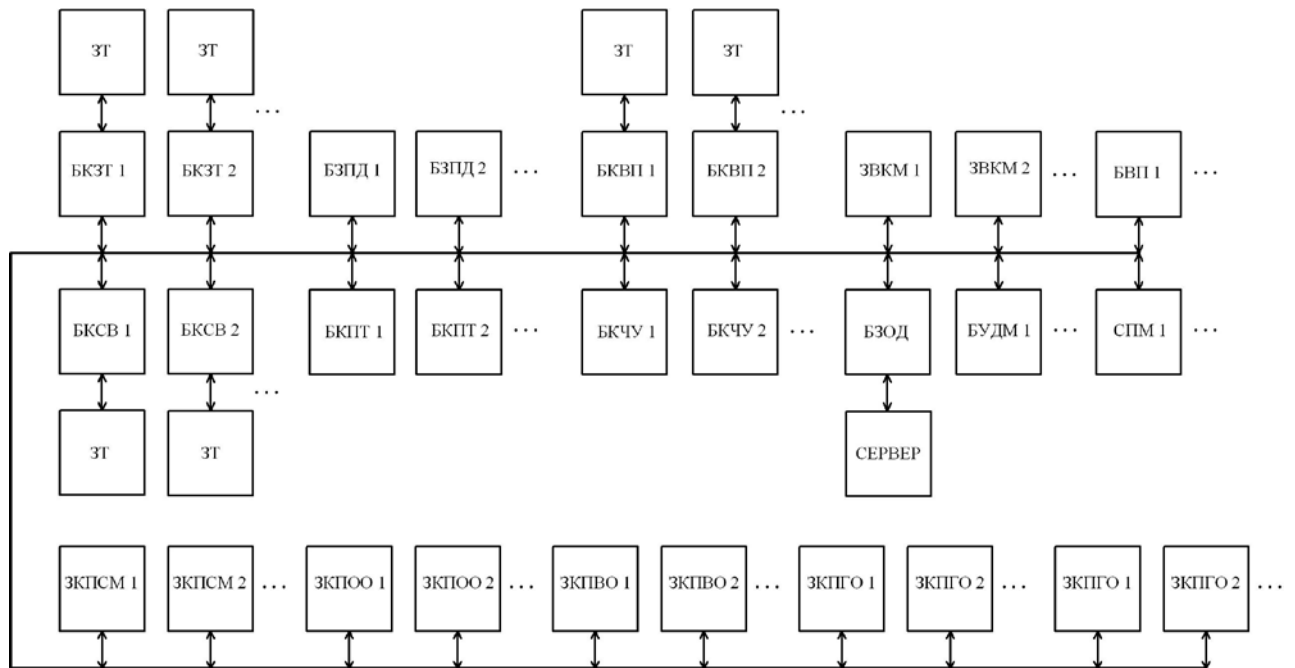 ЗТ ЗТ ЗТ ЗТ
... ...
БКЗТ 1 БКЗТ 2 БЗПД 1 БЗПД 2 ... БКВП 1 БКВП 2 ЗВКМ 1 ЗВКМ 2 ... БВП 1 ...
БКСВ 1 БКСВ 2 БКПТ 1 БКПТ 2 ... БКЧУ 1 БКЧУ 2 ... БЗОД БУДМ 1 ... СПМ 1 ...
...
ЗТ ЗТ СЕРВЕР
ЗКПСМ 1 ЗКПСМ 2 ... ЗКПОО 1 ЗКПОО 2 ... ЗКПВО 1 ЗКПВО 2 ... ЗКПГО 1 ЗКПГО 2 ... ЗКПГО 1 ЗКПГО 2 ...